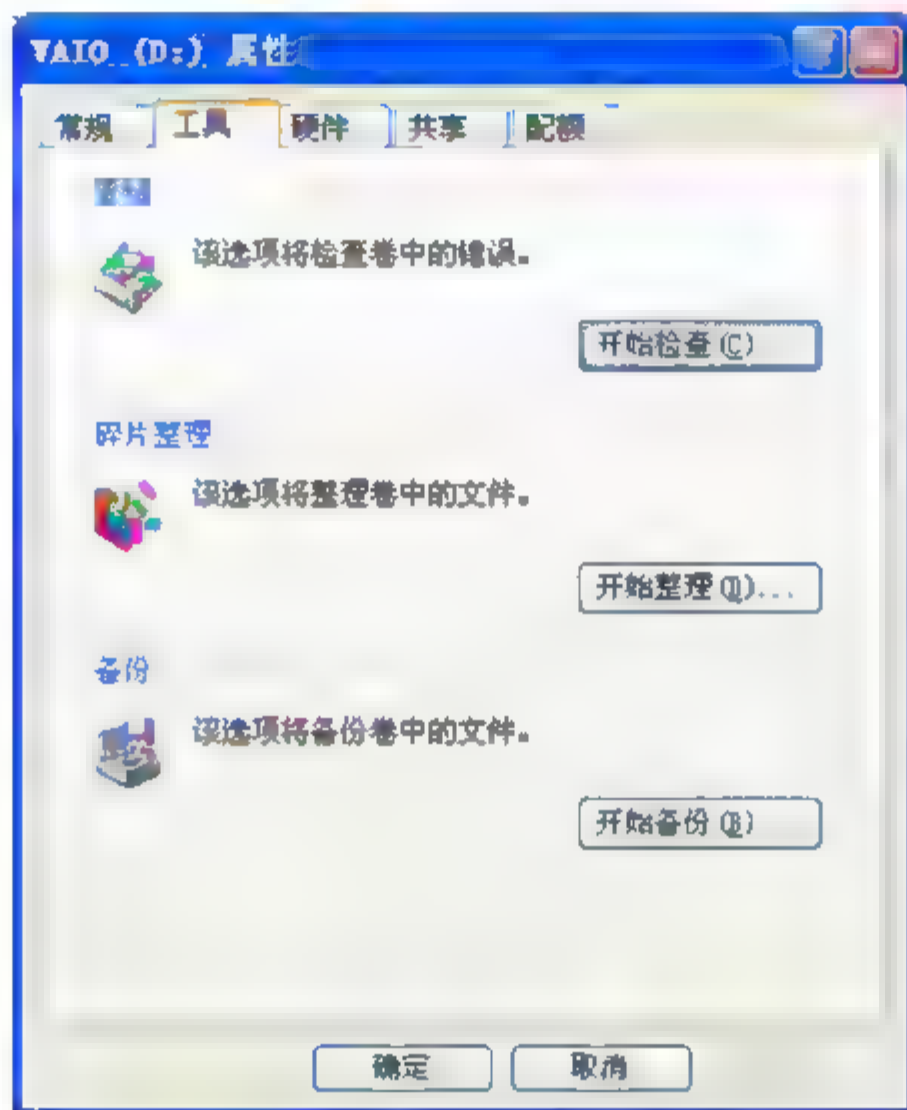 VAIO (D:) 属性
常规 工具 硬件 共享 配额
该选项将检查卷中的错误。
开始检查(C)
碎片整理
该选项将整理卷中的文件。
开始整理(D)...
备份
该选项将备份卷中的文件。
开始备份(B)
确定 取消